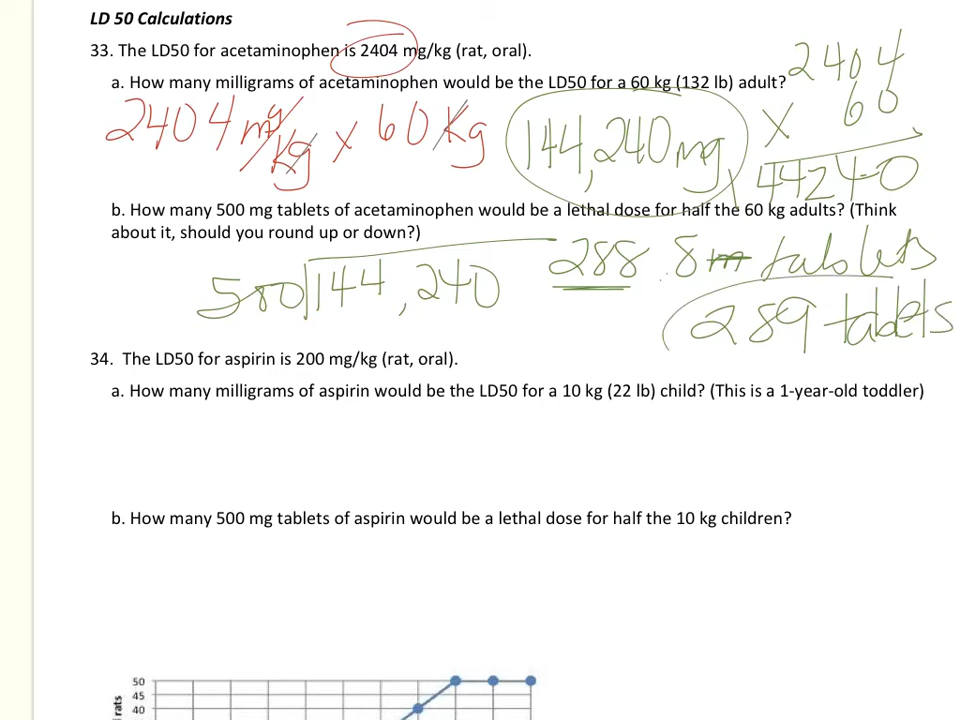 LD 50 Calculations
33. The LD50 for acetaminophen is 2404 mg/kg (rat, oral).
a. How many milligrams of acetaminophen would be the LD50 for a 60 kg (132 lb) adult?
2404
x 60
144240
2404 mg/kg x 60 kg 144,240 mg
b. How many 500 mg tablets of acetaminophen would be a lethal dose for half the 60 kg adults? (Think
about it, should you round up or down?)
500 144,240 288.8 tablets
289 tablets
34. The LD50 for aspirin is 200 mg/kg (rat, oral).
a. How many milligrams of aspirin would be the LD50 for a 10 kg (22 lb) child? (This is a 1-year-old toddler)
b. How many 500 mg tablets of aspirin would be a lethal dose for half the 10 kg children?
50
45
40